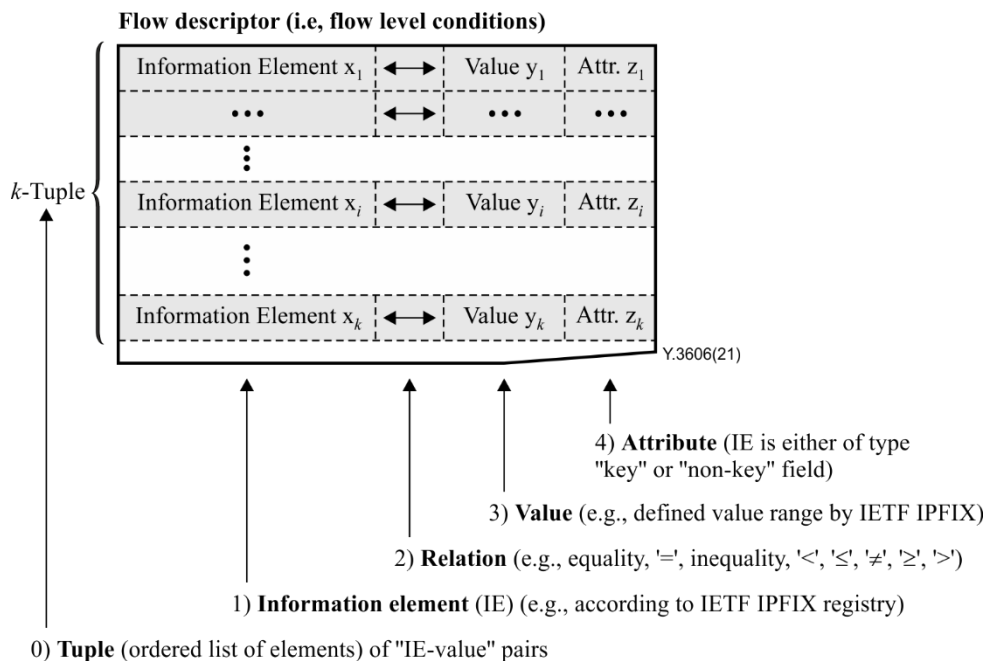 Flow descriptor (i.e, flow level conditions)
Information Element x₁ Value y₁ Attr. z₁
••• ••• •••
k-Tuple
Information Element xᵢ Value yᵢ Attr. zᵢ
Information Element xₖ Value yₖ Attr. zₖ
Y.3606(21)
4) Attribute (IE is either of type
"key" or "non-key" field)
3) Value (e.g., defined value range by IETF IPFIX)
2) Relation (e.g., equality, '=', inequality, '<', '≤', '≠', '≥', '>')
1) Information element (IE) (e.g., according to IETF IPFIX registry)
0) Tuple (ordered list of elements) of "IE-value" pairs